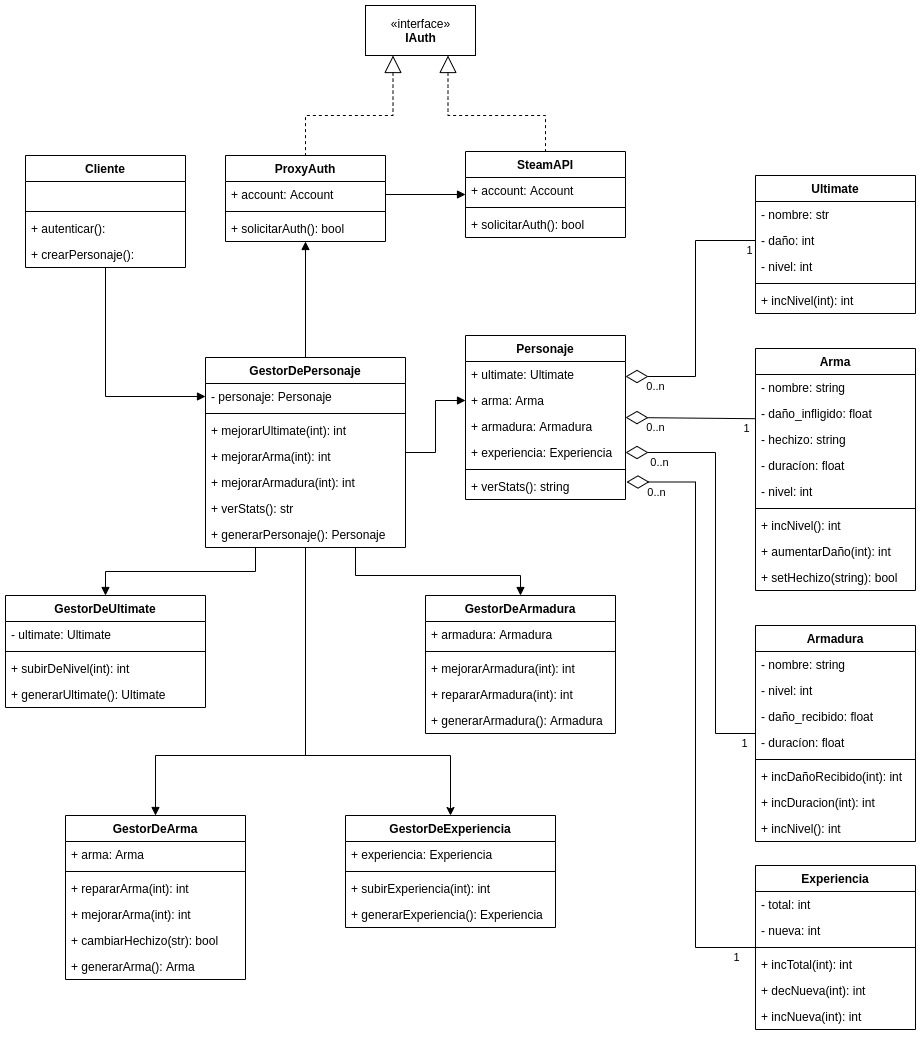 «interface»
IAuth
Cliente
+ autenticar():
+ crearPersonaje():
ProxyAuth
+ account: Account
+ solicitarAuth(): bool
SteamAPI
+ account: Account
+ solicitarAuth(): bool
Ultimate
- nombre: str
- daño: int
- nivel: int
+ incNivel(int): int
1
GestorDePersonaje
- personaje: Personaje
+ mejorarUltimate(int): int
+ mejorarArma(int): int
+ mejorarArmadura(int): int
+ verStats(): str
+ generarPersonaje(): Personaje
Personaje
+ ultimate: Ultimate
+ arma: Arma
+ armadura: Armadura
+ experiencia: Experiencia
+ verStats(): string
0..n
0..n
0..n
0..n
Arma
- nombre: string
- daño_infligido: float
- hechizo: string
- duracíon: float
- nivel: int
+ incNivel(): int
+ aumentarDaño(int): int
+ setHechizo(string): bool
1
GestorDeUltimate
- ultimate: Ultimate
+ subirDeNivel(int): int
+ generarUltimate(): Ultimate
GestorDeArmadura
+ armadura: Armadura
+ mejorarArmadura(int): int
+ repararArmadura(int): int
+ generarArmadura(): Armadura
Armadura
- nombre: string
- nivel: int
- daño_recibido: float
- duracíon: float
+ incDañoRecibido(int): int
+ incDuracion(int): int
+ incNivel(): int
1
GestorDeArma
+ arma: Arma
+ repararArma(int): int
+ mejorarArma(int): int
+ cambiarHechizo(str): bool
+ generarArma(): Arma
GestorDeExperiencia
+ experiencia: Experiencia
+ subirExperiencia(int): int
+ generarExperiencia(): Experiencia
Experiencia
- total: int
- nueva: int
+ incTotal(int): int
+ decNueva(int): int
+ incNueva(int): int
1